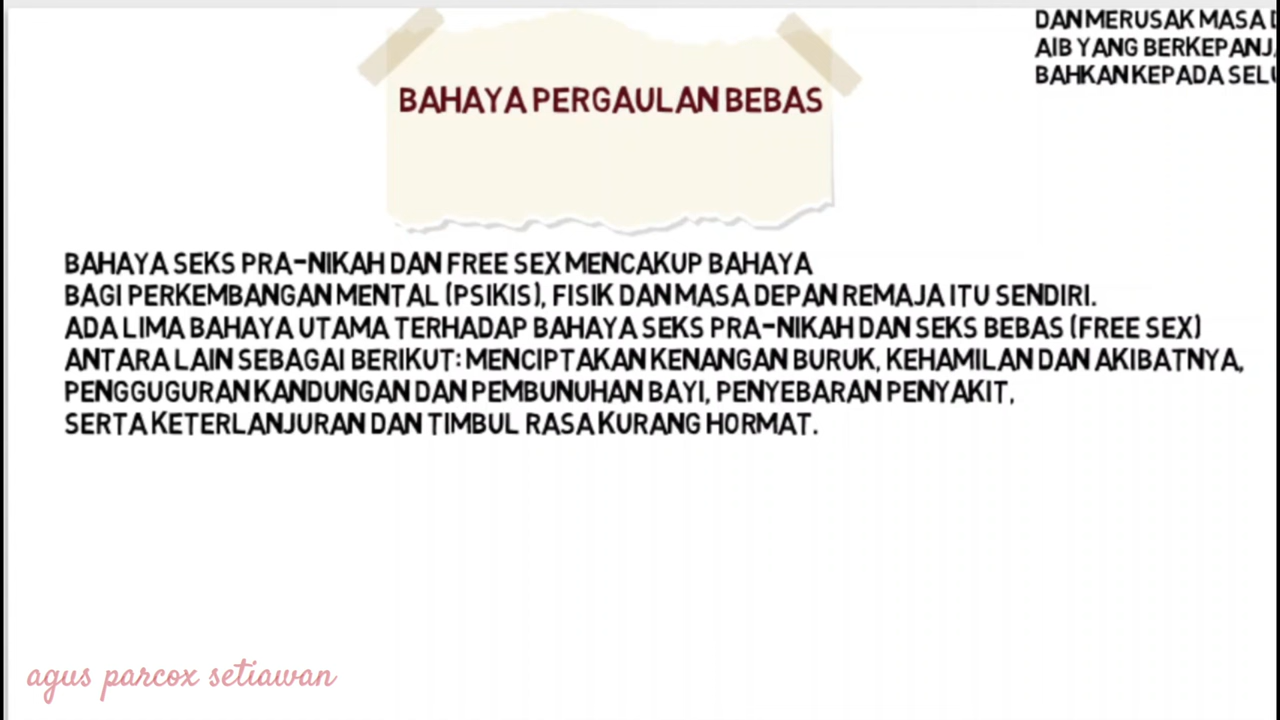 DAN MERUSAK MASA
AIB YANG
BAHKAN KEPADA
BAHAYA PERGAULAN BEBAS
BAHAYA SEKS PRA-NIKAH DAN FREE SEX MENCAKUP BAHAYA
BAGI PERKEMBANGAN MENTAL (PSIKIS), FISIK DAN MASA DEPAN REMAJA ITU SENDIRI.
ADA LIMA BAHAYA UTAMA TERHADAP BAHAYA SEKS PRA-NIKAH DAN SEKS BEBAS (FREE SEX)
ANTARA LAIN SEBAGAI BERIKUT: MENCIPTAKAN KENANGAN BURUK, KEHAMILAN DAN AKIBATNYA,
PENGGUGURAN KANDUNGAN DAN PEMBUNUHAN BAYI, PENYEBARAN PENYAKIT,
SERTA KETERLANJURAN DAN TIMBUL RASA KURANG HORMAT.
agus parcox setiawan